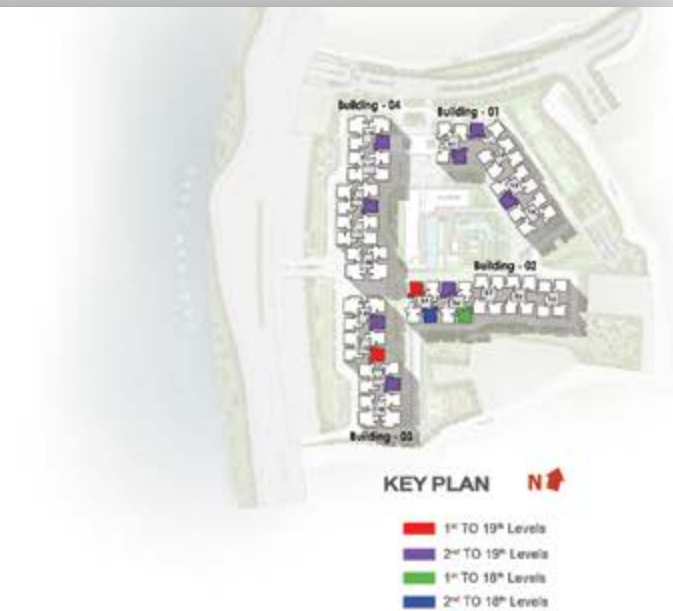 Building - 04
Building - 01
Building - 02
Building - 03
KEY PLAN N
1st TO 19th Levels
2nd TO 19th Levels
1st TO 18th Levels
2nd TO 18th Levels